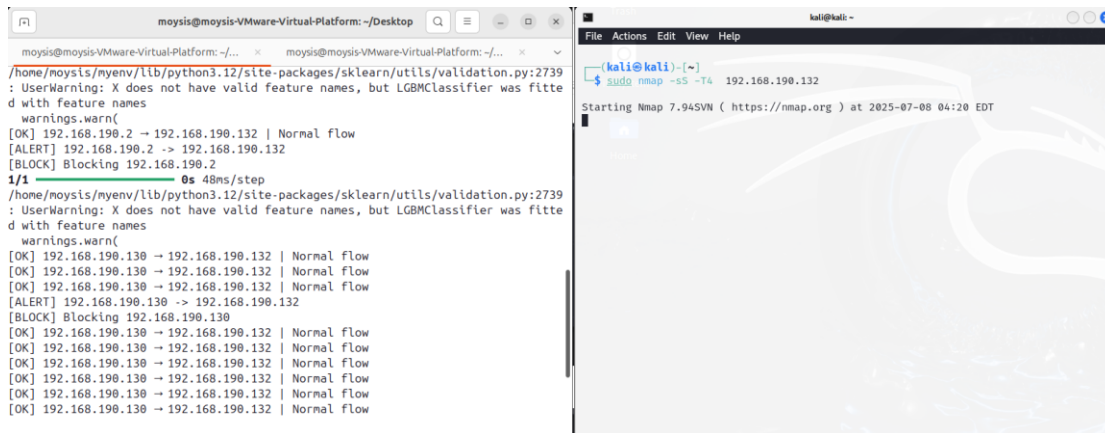 moysis@moysis-VMware-Virtual-Platform: ~/Desktop
moysis@moysis-VMware-Virtual-Platform: ~/...
moysis@moysis-VMware-Virtual-Platform: ~/...
/home/moysis/myenv/lib/python3.12/site-packages/sklearn/utils/validation.py:2739
: UserWarning: X does not have valid feature names, but LGBMClassifier was fitte
d with feature names
warnings.warn(
[OK] 192.168.190.2 → 192.168.190.132 | Normal flow
[ALERT] 192.168.190.2 -> 192.168.190.132
[BLOCK] Blocking 192.168.190.2
1/1 0s 48ms/step
/home/moysis/myenv/lib/python3.12/site-packages/sklearn/utils/validation.py:2739
: UserWarning: X does not have valid feature names, but LGBMClassifier was fitte
d with feature names
warnings.warn(
[OK] 192.168.190.130 → 192.168.190.132 | Normal flow
[OK] 192.168.190.130 → 192.168.190.132 | Normal flow
[OK] 192.168.190.130 → 192.168.190.132 | Normal flow
[ALERT] 192.168.190.130 -> 192.168.190.132
[BLOCK] Blocking 192.168.190.130
[OK] 192.168.190.130 → 192.168.190.132 | Normal flow
[OK] 192.168.190.130 → 192.168.190.132 | Normal flow
[OK] 192.168.190.130 → 192.168.190.132 | Normal flow
[OK] 192.168.190.130 → 192.168.190.132 | Normal flow
[OK] 192.168.190.130 → 192.168.190.132 | Normal flow
[OK] 192.168.190.130 → 192.168.190.132 | Normal flow
kali@kali: ~
File Actions Edit View Help
(kali㉿kali)-[~]
$ sudo nmap -sS -T4 192.168.190.132
Starting Nmap 7.94SVN ( https://nmap.org ) at 2025-07-08 04:20 EDT
Home